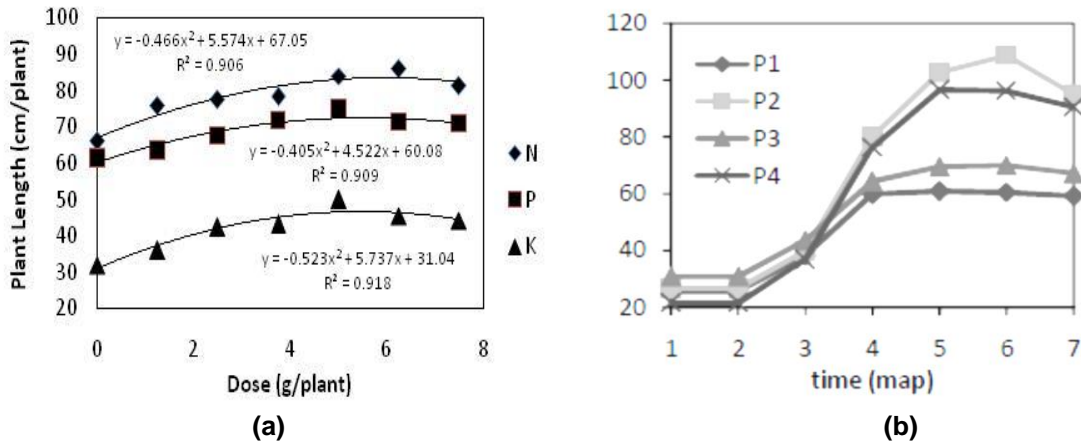 Plant Length (cm/plant)
100
90
80
70
60
50
40
30
20
y = -0.466x² + 5.574x + 67.05
R² = 0.906
y = -0.405x² + 4.522x + 60.08
R² = 0.909
y = -0.523x² + 5.737x + 31.04
R² = 0.918
0 2 4 6 8
Dose (g/plant)
N
P
K
(a)
120
100
80
60
40
20
P1
P2
P3
P4
1 2 3 4 5 6 7
time (map)
(b)